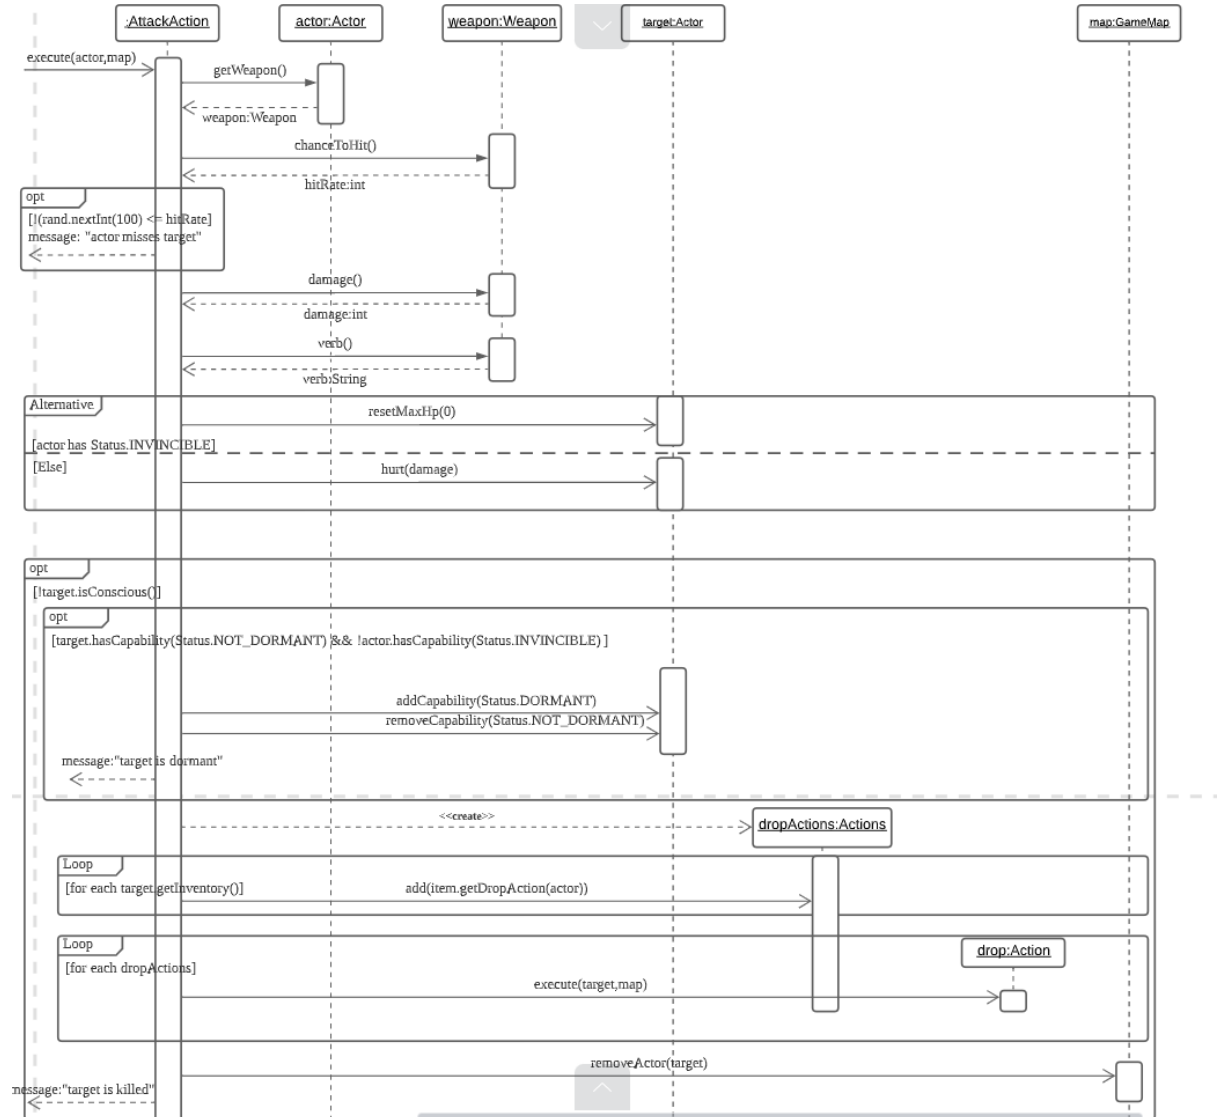 :AttackAction
actor:Actor
weapon:Weapon
target:Actor
map:GameMap
execute(actor,map)
getWeapon()
weapon:Weapon
chanceToHit()
hitRate:int
opt
[!(rand.nextInt(100) <= hitRate]
message: "actor misses target"
damage()
damage:int
verb()
verb:String
Alternative
resetMaxHp(0)
[actor has Status.INVINCIBLE]
[Else]
hurt(damage)
opt
[!target.isConscious()]
opt
[target.hasCapability(Status.NOT_DORMANT) && !actor.hasCapability(Status.INVINCIBLE) ]
addCapability(Status.DORMANT)
removeCapability(Status.NOT_DORMANT)
message:"target is dormant"
<<create>>
dropActions:Actions
Loop
[for each target.getInventory()]
add(item.getDropAction(actor))
Loop
drop:Action
[for each dropActions]
execute(target,map)
removeActor(target)
message:"target is killed"